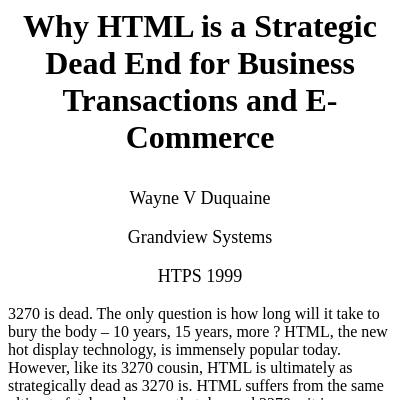 Why HTML is a Strategic
Dead End for Business
Transactions and E-
Commerce
Wayne V Duquaine
Grandview Systems
HTPS 1999
3270 is dead. The only question is how long will it take to
bury the body – 10 years, 15 years, more ? HTML, the new
hot display technology, is immensely popular today.
However, like its 3270 cousin, HTML is ultimately as
strategically dead as 3270 is. HTML suffers from the same